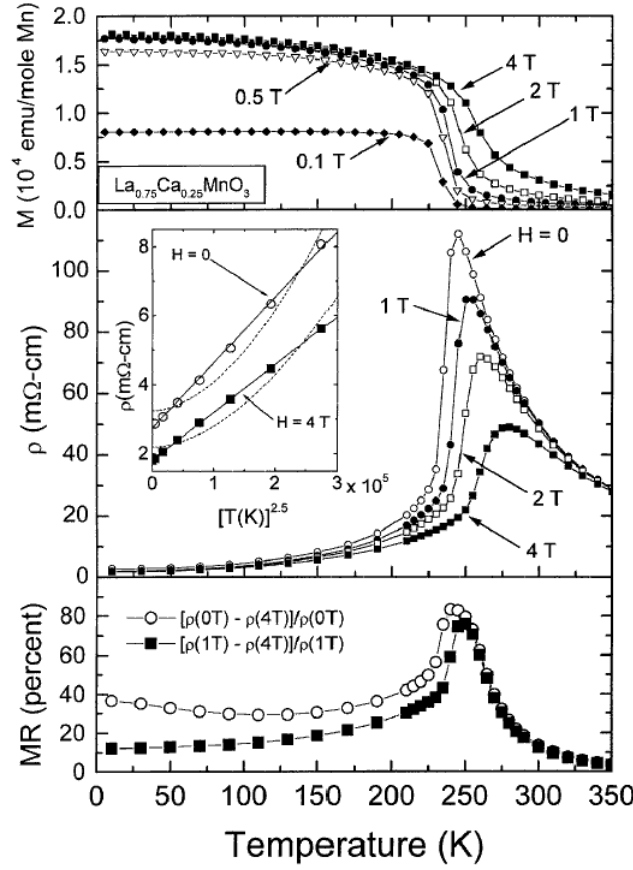 2.0
1.5
1.0
0.5
0.0
M (10⁴ emu/mole Mn)
4 T
2 T
1 T
0.5 T
0.1 T
La₀.₇₅Ca₀.₂₅MnO₃
100
80
60
40
20
0
ρ (mΩ-cm)
H = 0
1 T
2 T
4 T
8
6
4
2
ρ(mΩ-cm)
H = 0
H = 4 T
0 1 2 3 x 10⁵
[T(K)]²·⁵
80
60
40
20
0
MR (percent)
[ρ(0T) - ρ(4T)]/ρ(0T)
[ρ(1T) - ρ(4T)]/ρ(1T)
0 50 100 150 200 250 300 350
Temperature (K)